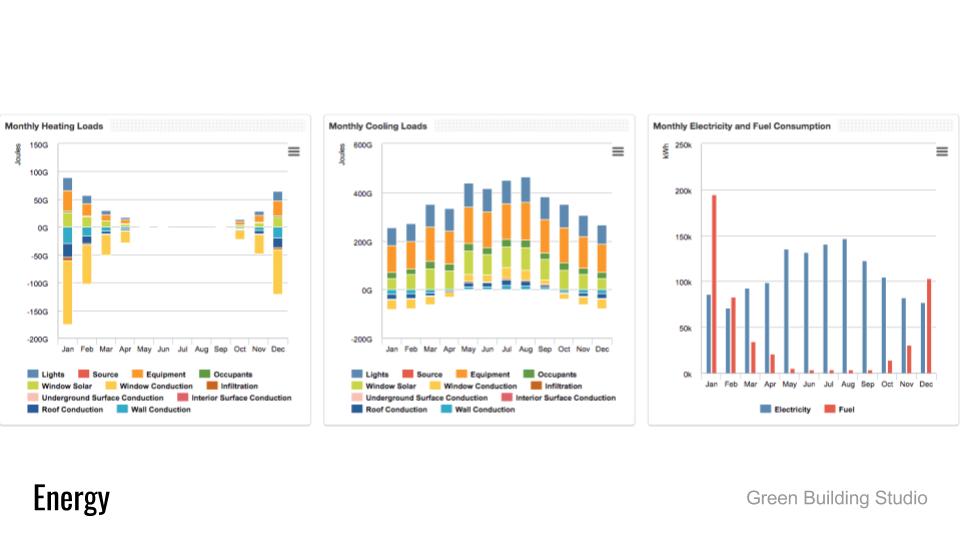 Monthly Heating Loads
Joules
150G
100G
50G
0G
-50G
-100G
-150G
-200G
Jan Feb Mar Apr May Jun Jul Aug Sep Oct Nov Dec
Lights Source Equipment Occupants
Window Solar Window Conduction Infiltration
Underground Surface Conduction Interior Surface Conduction
Roof Conduction Wall Conduction
Monthly Cooling Loads
Joules
600G
400G
200G
0G
-200G
Jan Feb Mar Apr May Jun Jul Aug Sep Oct Nov Dec
Lights Source Equipment Occupants
Window Solar Window Conduction Infiltration
Underground Surface Conduction Interior Surface Conduction
Roof Conduction Wall Conduction
Monthly Electricity and Fuel Consumption
kWh
250k
200k
150k
100k
50k
0k
Jan Feb Mar Apr May Jun Jul Aug Sep Oct Nov Dec
Electricity Fuel
Energy
Green Building Studio